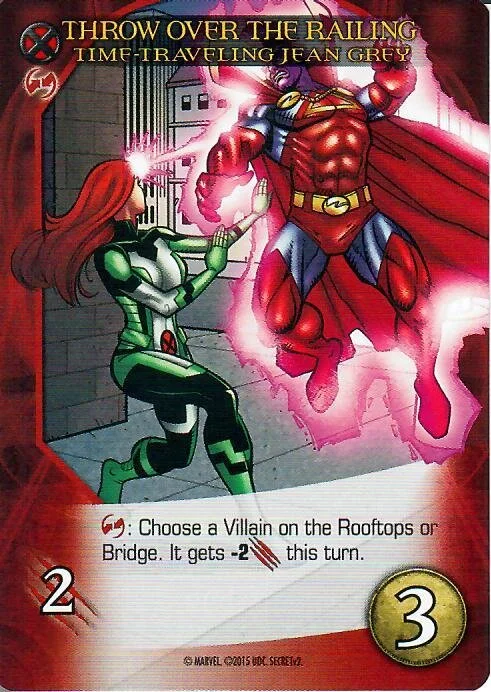 THROW OVER THE RAILING
TIME-TRAVELING JEAN GREY
: Choose a Villain on the Rooftops or
Bridge. It gets -2 this turn.
2
3
© MARVEL. ©2015 UDC. SECRETv2.